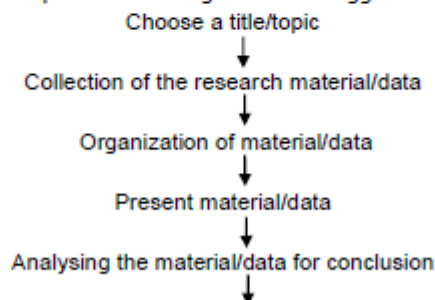 Choose a title/topic
Collection of the research material/data
Organization of material/data
Present material/data
Analysing the material/data for conclusion